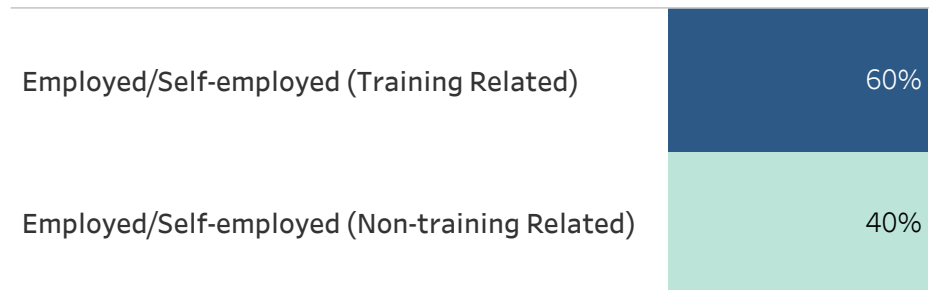 Employed/Self-employed (Training Related) 60%
Employed/Self-employed (Non-training Related) 40%